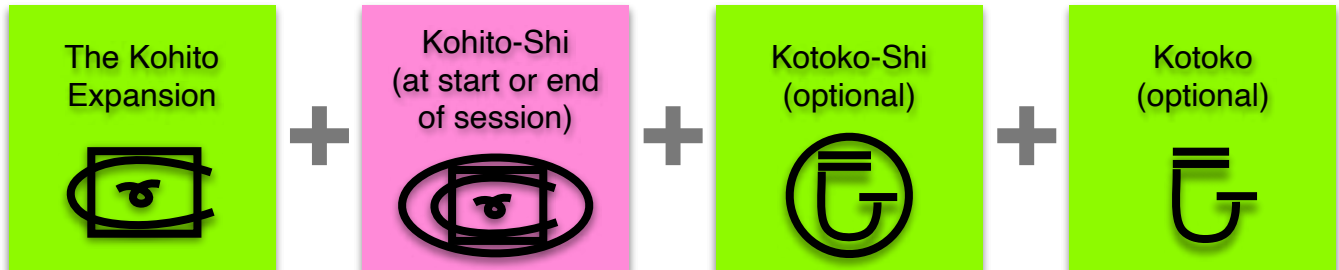 The Kohito
Expansion
Kohito-Shi
(at start or end
of session)
Kotoko-Shi
(optional)
Kotoko
(optional)